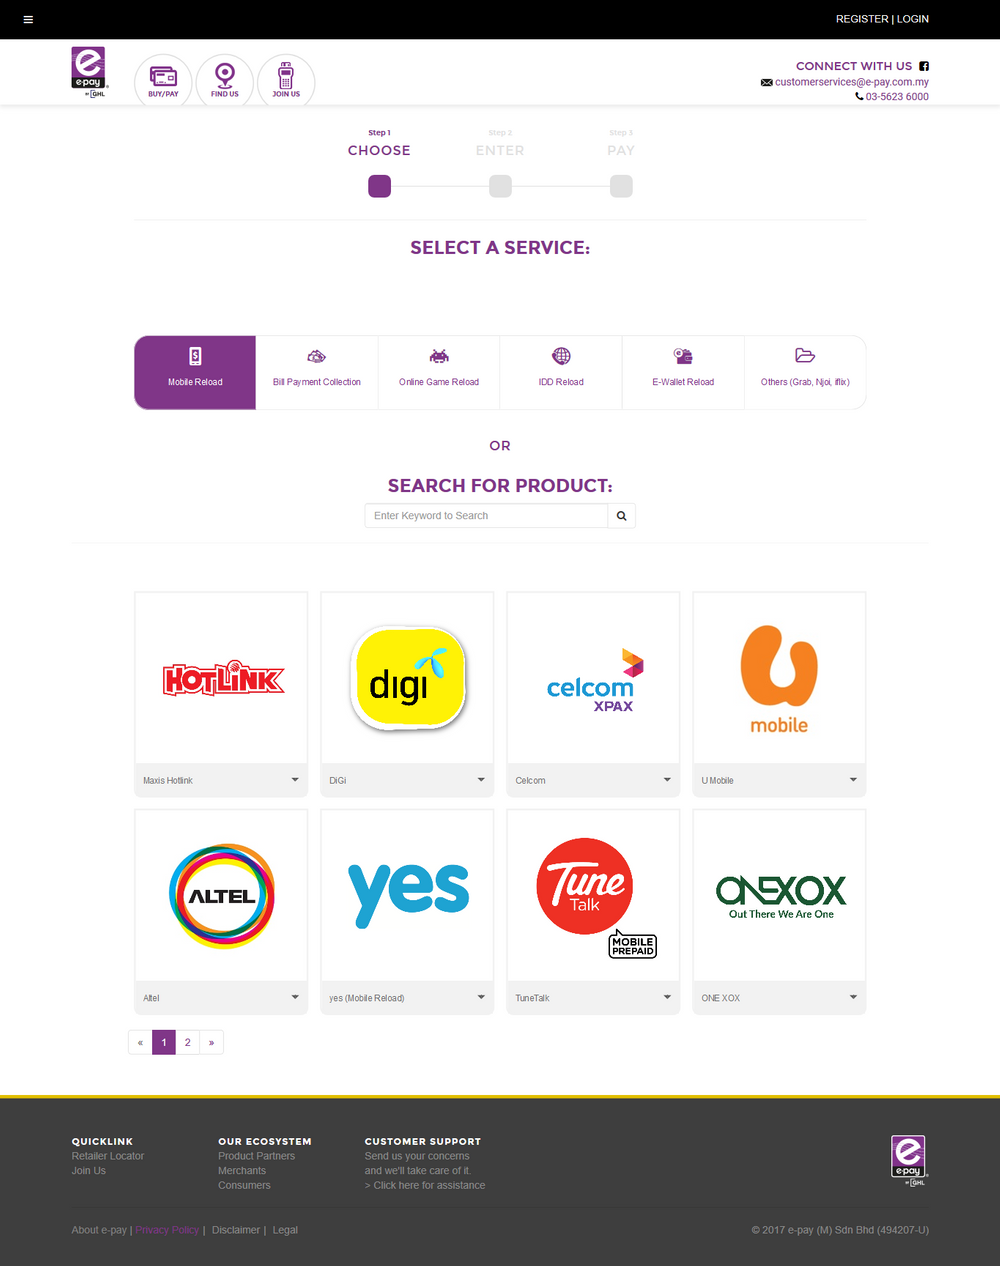 REGISTER | LOGIN
e-pay
BY GHL
BUY/PAY
FIND US
JOIN US
CONNECT WITH US
customerservices@e-pay.com.my
03-5623 6000
Step 1
Step 2
Step 3
CHOOSE
ENTER
PAY
SELECT A SERVICE:
Mobile Reload
Bill Payment Collection
Online Game Reload
IDD Reload
E-Wallet Reload
Others (Grab, Njoi, iflix)
OR
SEARCH FOR PRODUCT:
Enter Keyword to Search
HOTLINK
digi
celcom
XPAX
mobile
Maxis Hotlink
DiGi
Celcom
U Mobile
ALTEL
yes
Tune
Talk
MOBILE
PREPAID
ONEXOX
Out There We Are One
Altel
yes (Mobile Reload)
TuneTalk
ONE XOX
« 1 2 »
QUICKLINK
Retailer Locator
Join Us
OUR ECOSYSTEM
Product Partners
Merchants
Consumers
CUSTOMER SUPPORT
Send us your concerns
and we'll take care of it.
> Click here for assistance
e-pay
BY GHL
About e-pay | Privacy Policy | Disclaimer | Legal
© 2017 e-pay (M) Sdn Bhd (494207-U)